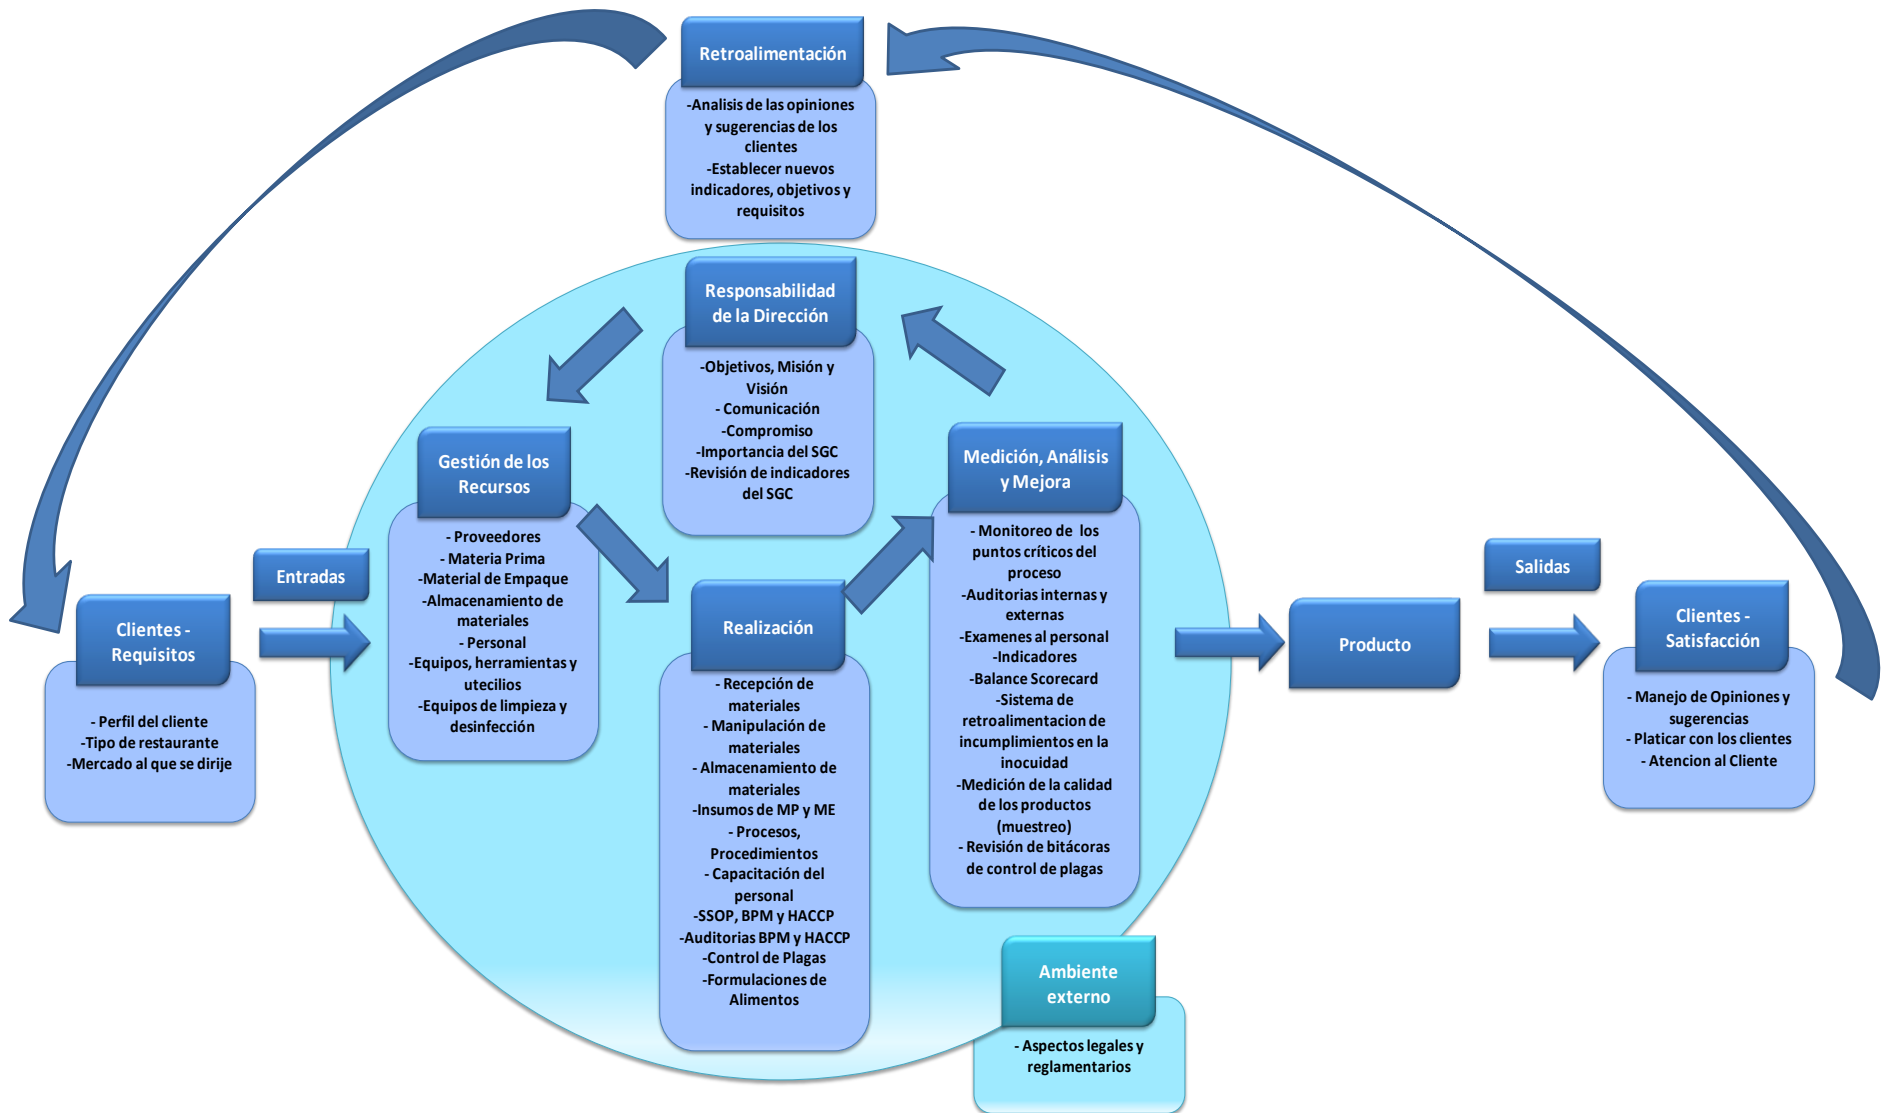 Retroalimentación
-Analisis de las opiniones
y sugerencias de los
clientes
-Establecer nuevos
indicadores, objetivos y
requisitos
Responsabilidad
de la Dirección
-Objetivos, Misión y
Visión
- Comunicación
-Compromiso
-Importancia del SGC
-Revisión de indicadores
del SGC
Gestión de los
Recursos
- Proveedores
- Materia Prima
-Material de Empaque
-Almacenamiento de
materiales
- Personal
-Equipos, herramientas y
utecilios
-Equipos de limpieza y
desinfección
Medición, Análisis
y Mejora
- Monitoreo de  los
puntos críticos del
proceso
-Auditorias internas y
externas
-Examenes al personal
-Indicadores
-Balance Scorecard
-Sistema de
retroalimentacion de
incumplimientos en la
inocuidad
-Medición de la calidad
de los productos
(muestreo)
- Revisión de bitácoras
de control de plagas
Entradas
Clientes -
Requisitos
- Perfil del cliente
-Tipo de restaurante
-Mercado al que se dirije
Realización
- Recepción de
materiales
- Manipulación de
materiales
- Almacenamiento de
materiales
-Insumos de MP y ME
- Procesos,
Procedimientos
- Capacitación del
personal
-SSOP, BPM y HACCP
-Auditorias BPM y HACCP
-Control de Plagas
-Formulaciones de
Alimentos
Producto
Salidas
Clientes -
Satisfacción
- Manejo de Opiniones y
sugerencias
- Platicar con los clientes
- Atencion al Cliente
Ambiente
externo
- Aspectos legales y
reglamentarios